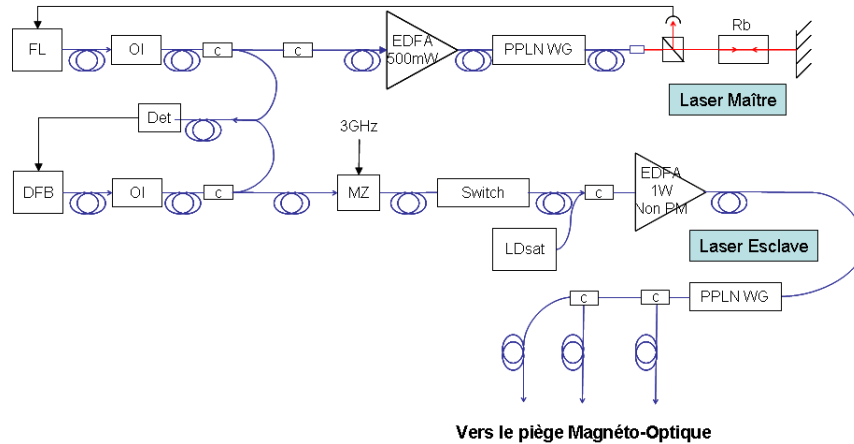 FL
OI
c
c
EDFA
500mW
PPLN WG
Rb
Laser Maître
Det
3GHz
DFB
OI
c
MZ
Switch
c
EDFA
1W
Non PM
LDsat
Laser Esclave
c
c
PPLN WG
Vers le piège Magnéto-Optique